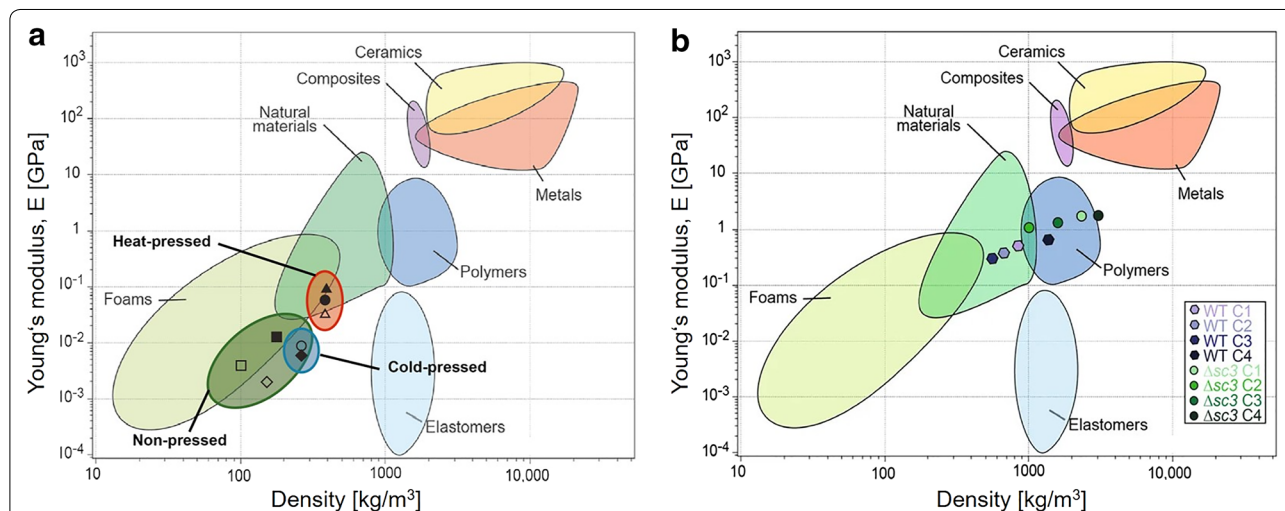 a
Young's modulus, E [GPa]
10³
10²
10
1
10⁻¹
10⁻²
10⁻³
10⁻⁴
Ceramics
Composites
Natural
materials
Metals
Heat-pressed
Polymers
Foams
Cold-pressed
Non-pressed
Elastomers
10
100
1000
10,000
Density [kg/m³]
b
Young's modulus, E [GPa]
10³
10²
10
1
10⁻¹
10⁻²
10⁻³
10⁻⁴
Ceramics
Composites
Natural
materials
Metals
Polymers
Foams
Elastomers
WT C1
WT C2
WT C3
WT C4
Δsc3 C1
Δsc3 C2
Δsc3 C3
Δsc3 C4
10
100
1000
10,000
Density [kg/m³]